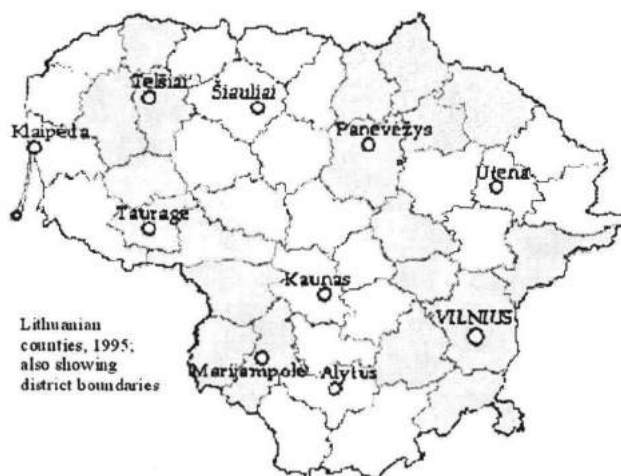 Telšiai
Šiauliai
Klaipėda
Panevėžys
Utena
Tauragė
Kaunas
VILNIUS
Lithuanian
counties, 1995;
also showing
district boundaries
Marijampolė
Alytus